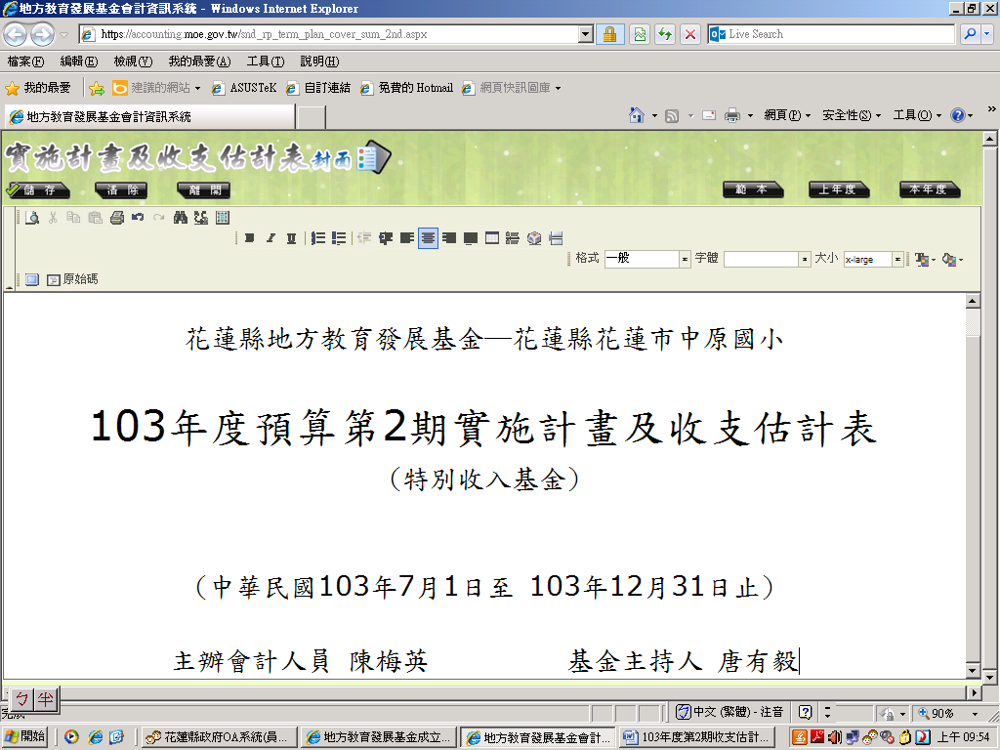 地方教育發展基金會計資訊系統 - Windows Internet Explorer
https://accounting.moe.gov.tw/snd_rp_term_plan_cover_sum_2nd.aspx
Live Search
檔案(F) 編輯(E) 檢視(V) 我的最愛(A) 工具(T) 說明(H)
我的最愛 建議的網站 ASUSTeK 自訂連結 免費的 Hotmail 網頁快訊圖庫
地方教育發展基金會計資訊系統 網頁(P) 安全性(S) 工具(O)
實施計畫及收支估計表封面
儲存 清除 離開 範本 上年度 本年度
格式 一般 字體 大小 x-large
原始碼
花蓮縣地方教育發展基金—花蓮縣花蓮市中原國小
103年度預算第2期實施計畫及收支估計表
(特別收入基金)
(中華民國103年7月1日至 103年12月31日止)
主辦會計人員 陳梅英 基金主持人 唐有毅
ㄅ 半
完成
中文 (繁體) - 注音
90%
開始 花蓮縣政府OA系統(員... 地方教育發展基金成立... 地方教育發展基金會計... 103年度第2期收支估計... 上午 09:54